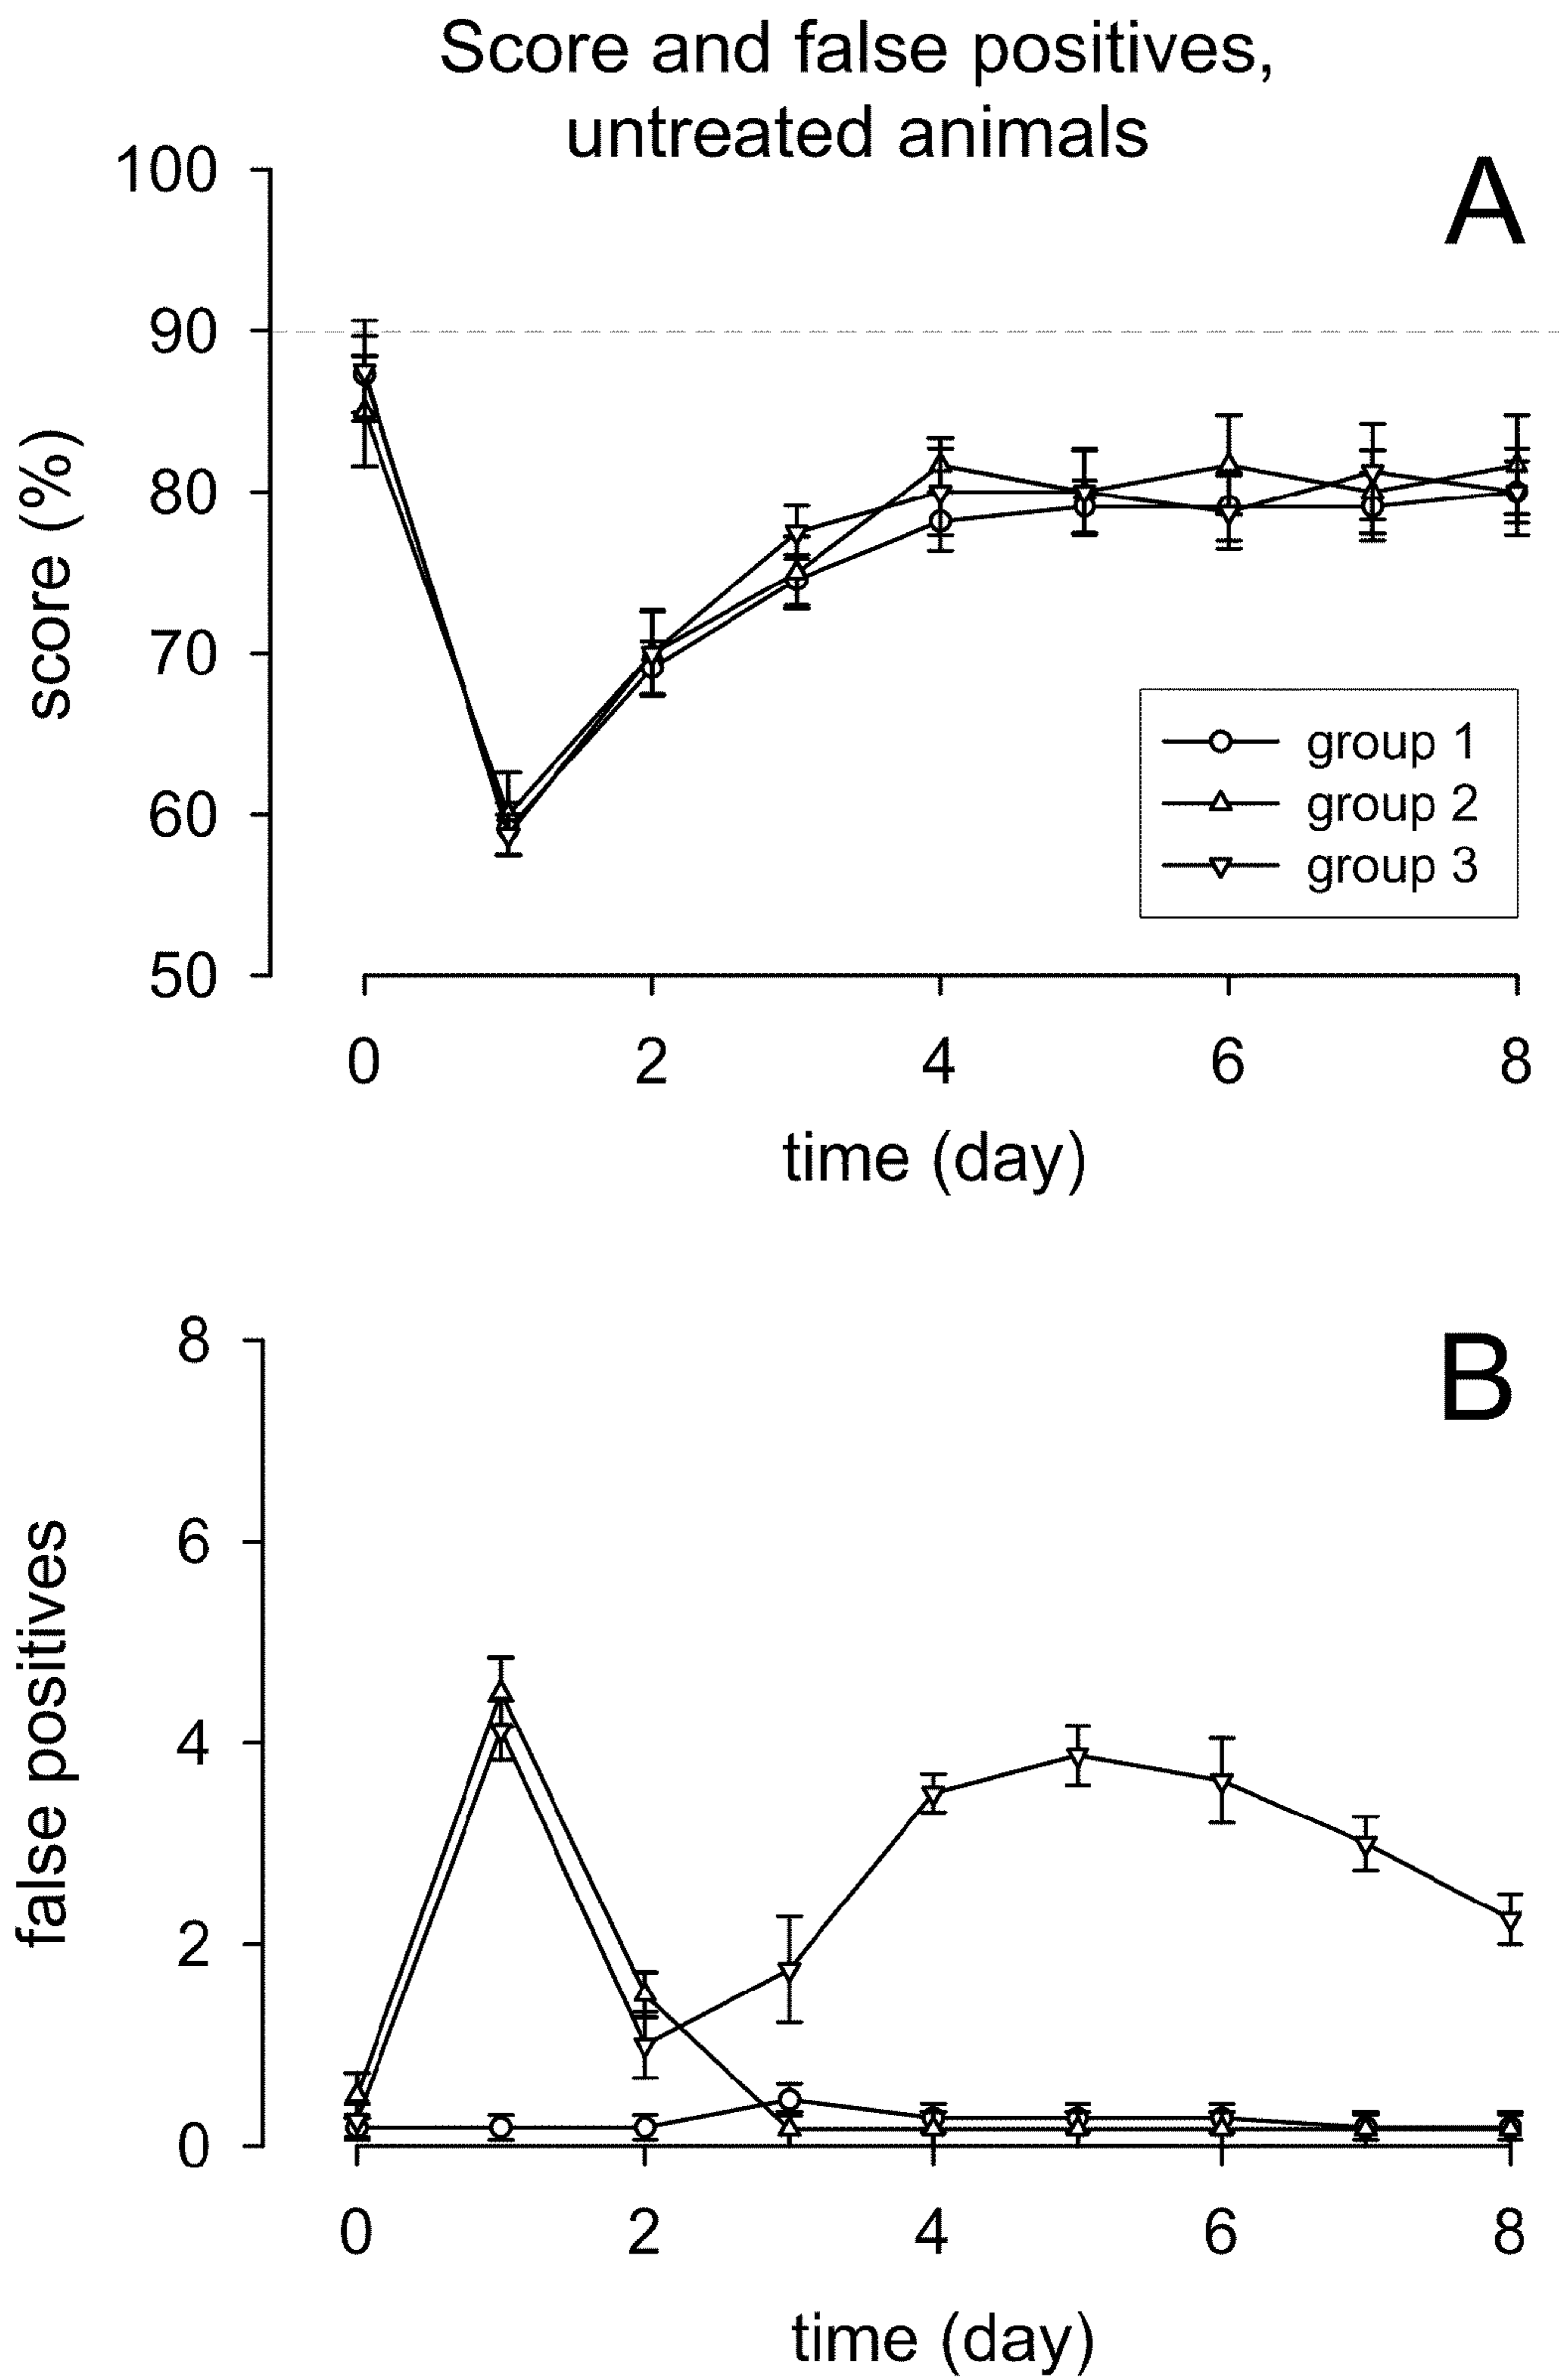 Score and false positives,
untreated animals
A
100
90
80
70
60
50
score (%)
group 1
group 2
group 3
0 2 4 6 8
time (day)
B
8
6
4
2
0
false positives
0 2 4 6 8
time (day)